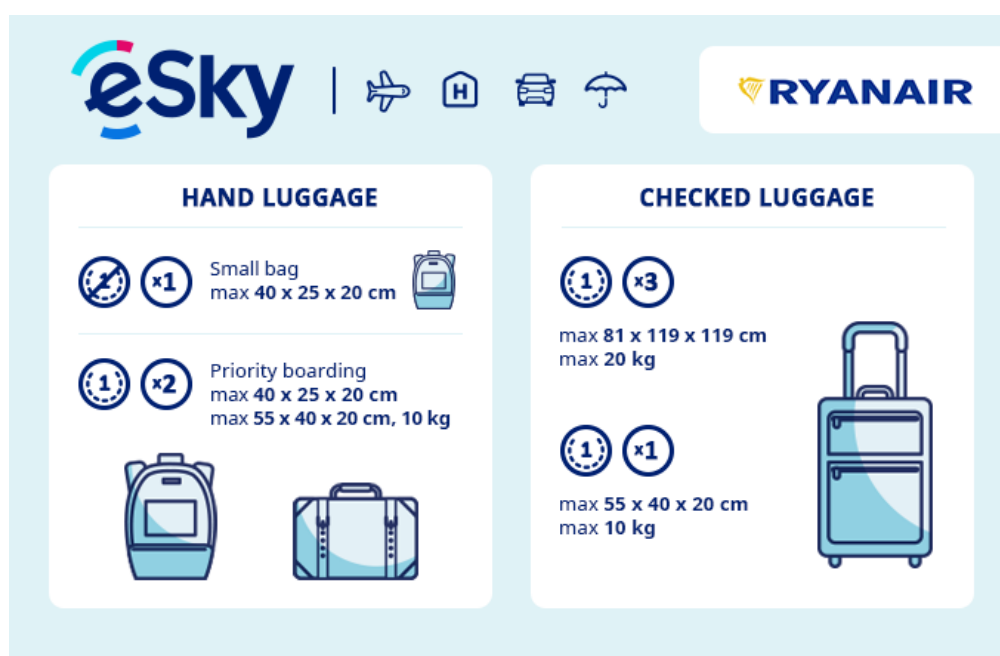 eSky
H
RYANAIR
HAND LUGGAGE
1 x1 Small bag
max 40 x 25 x 20 cm
1 x2 Priority boarding
max 40 x 25 x 20 cm
max 55 x 40 x 20 cm, 10 kg
CHECKED LUGGAGE
1 x3
max 81 x 119 x 119 cm
max 20 kg
1 x1
max 55 x 40 x 20 cm
max 10 kg